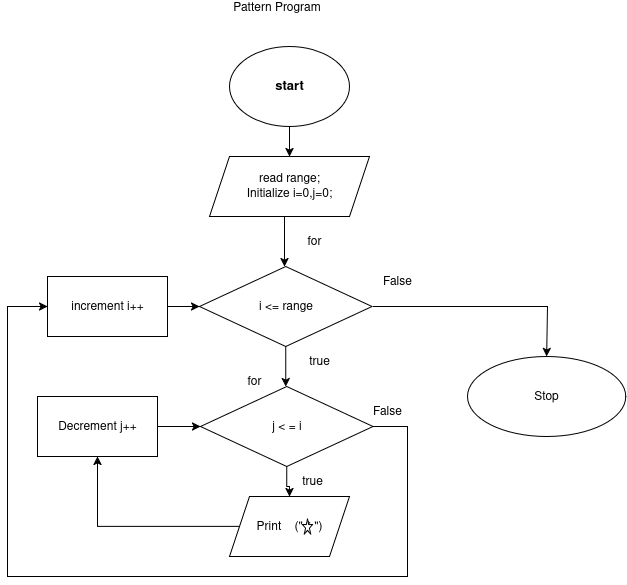 Pattern Program
start
read range;
Initialize i=0,j=0;
for
False
increment i++
i <= range
true
for
False
Stop
Decrement j++
j < = i
true
Print ("☆")